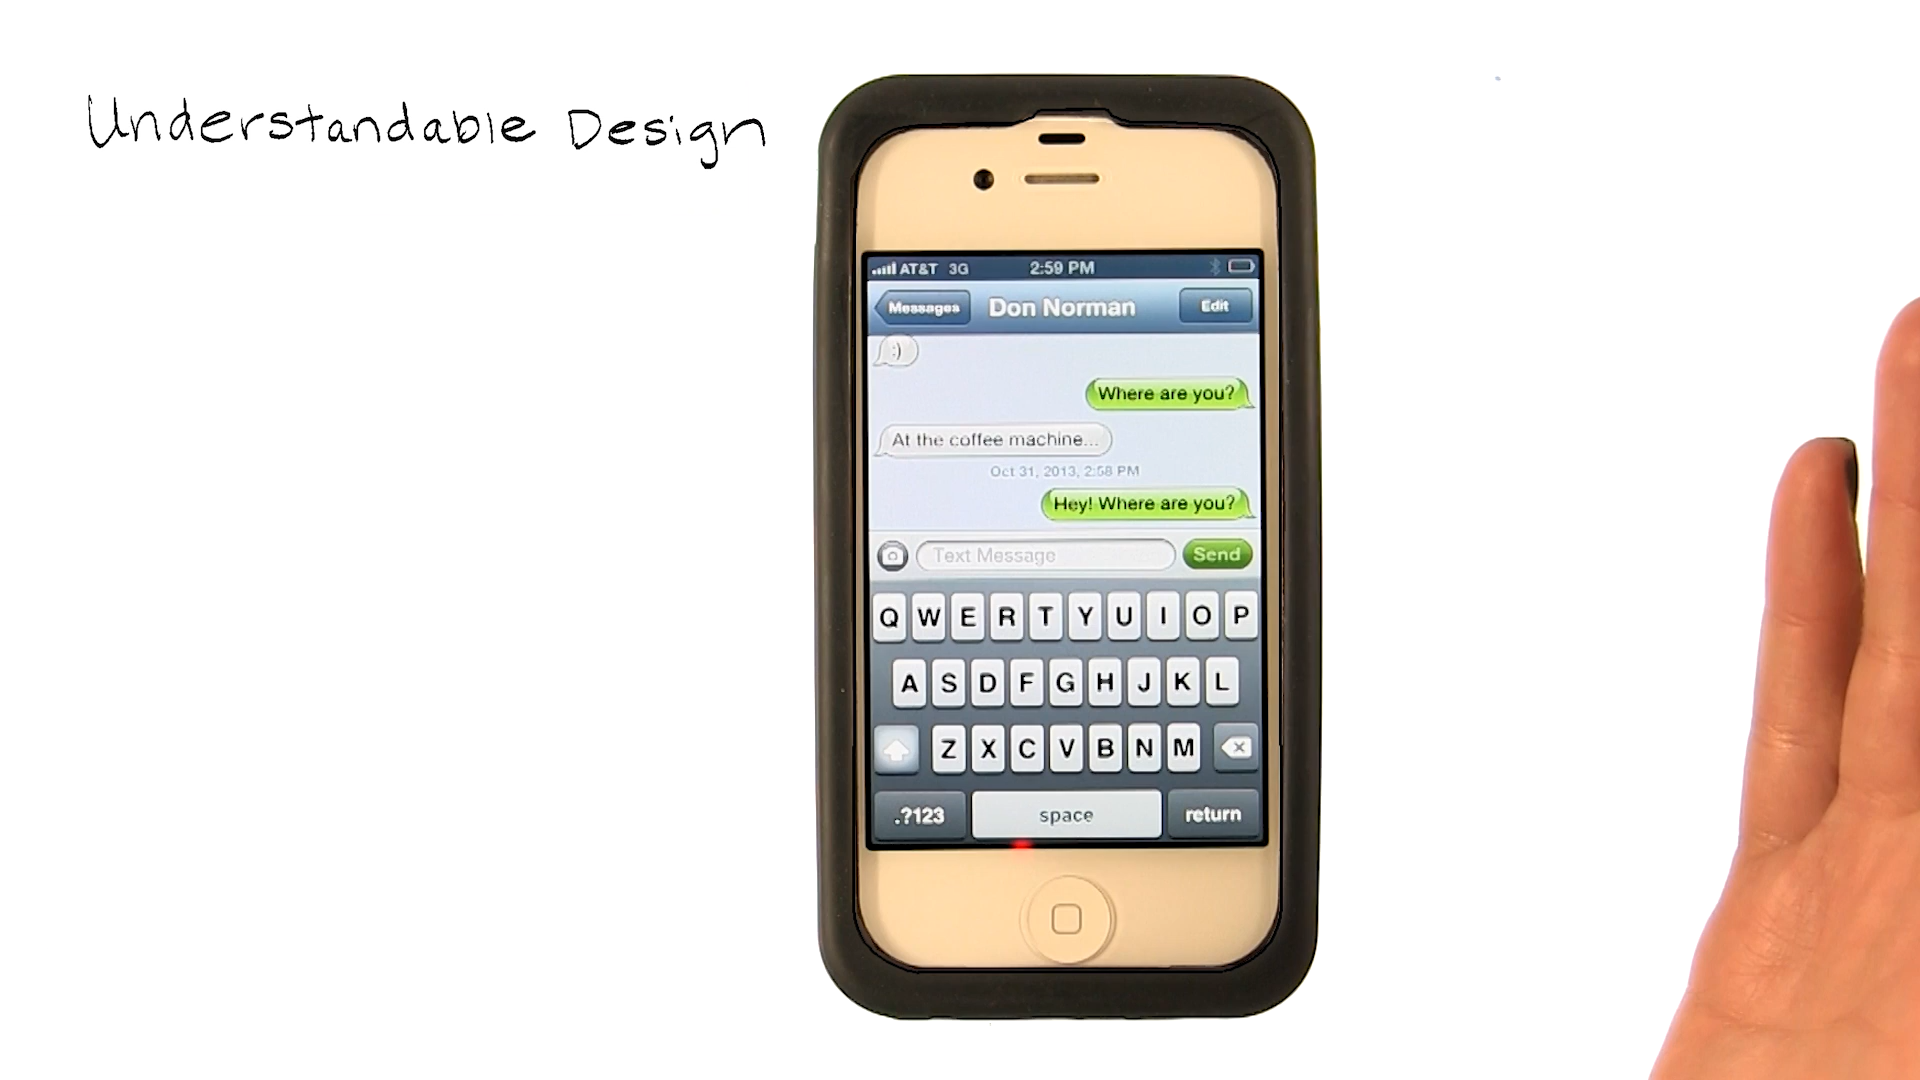 Understandable Design
AT&T 3G 2:59 PM
Messages Don Norman Edit
:)
Where are you?
At the coffee machine...
Oct 31, 2013, 2:58 PM
Hey! Where are you?
Text Message Send
Q W E R T Y U I O P
A S D F G H J K L
Z X C V B N M
.?123 space return